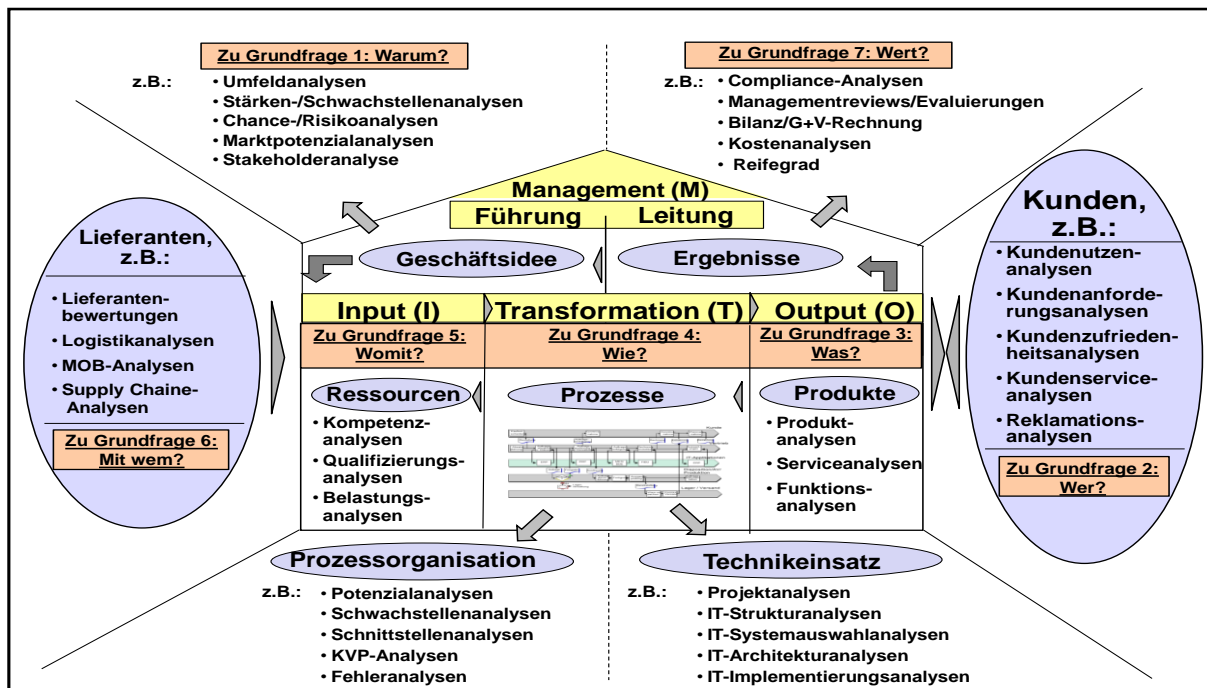 Zu Grundfrage 1: Warum?
z.B.:
• Umfeldanalysen
• Stärken-/Schwachstellenanalysen
• Chance-/Risikoanalysen
• Marktpotenzialanalysen
• Stakeholderanalyse
Zu Grundfrage 7: Wert?
z.B.:
• Compliance-Analysen
• Managementreviews/Evaluierungen
• Bilanz/G+V-Rechnung
• Kostenanalysen
• Reifegrad
Management (M)
Führung
Leitung
Geschäftsidee
Ergebnisse
Lieferanten,
z.B.:
• Lieferanten-
bewertungen
• Logistikanalysen
• MOB-Analysen
• Supply Chaine-
Analysen
Zu Grundfrage 6:
Mit wem?
Input (I)
Transformation (T)
Output (O)
Zu Grundfrage 5:
Womit?
Zu Grundfrage 4:
Wie?
Zu Grundfrage 3:
Was?
Ressourcen
• Kompetenz-
analysen
• Qualifizierungs-
analysen
• Belastungs-
analysen
Prozesse
Produkte
• Produkt-
analysen
• Serviceanalysen
• Funktions-
analysen
Kunden,
z.B.:
• Kundenutzen-
analysen
• Kundenanforde-
rungsanalysen
• Kundenzufrieden-
heitsanalysen
• Kundenservice-
analysen
• Reklamations-
analysen
Zu Grundfrage 2:
Wer?
Prozessorganisation
z.B.:
• Potenzialanalysen
• Schwachstellenanalysen
• Schnittstellenanalysen
• KVP-Analysen
• Fehleranalysen
Technikeinsatz
z.B.:
• Projektanalysen
• IT-Strukturanalysen
• IT-Systemauswahlanalysen
• IT-Architekturanalysen
• IT-Implementierungsanalysen